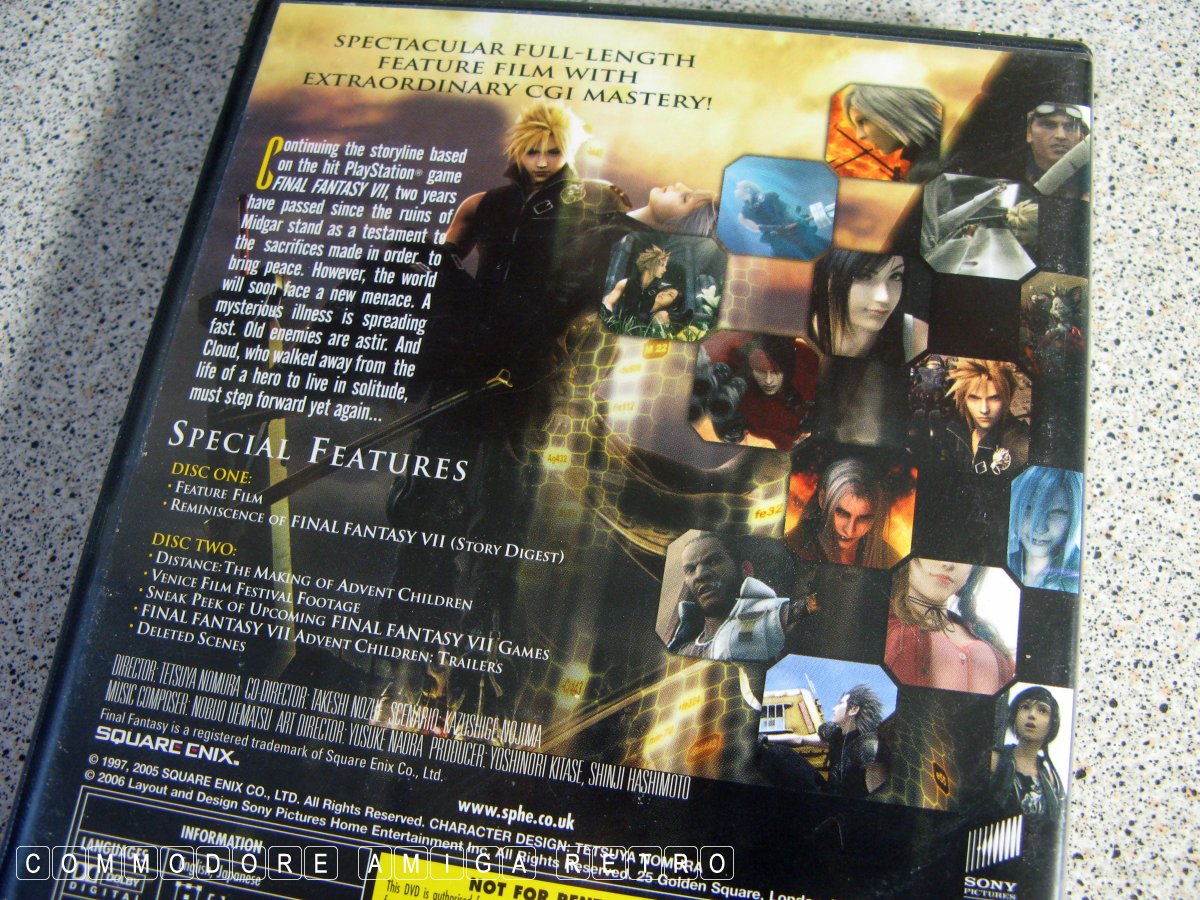 SPECTACULAR FULL-LENGTH
FEATURE FILM WITH
EXTRAORDINARY CGI MASTERY!
Continuing the storyline based
on the hit PlayStation® game
FINAL FANTASY VII, two years
have passed since the ruins of
Midgar stand as a testament to
the sacrifices made in order to
bring peace. However, the world
will soon face a new menace. A
mysterious illness is spreading
fast. Old enemies are astir. And
Cloud, who walked away from the
life of a hero to live in solitude,
must step forward yet again...
SPECIAL FEATURES
DISC ONE:
• FEATURE FILM
• REMINISCENCE OF FINAL FANTASY VII (STORY DIGEST)
DISC TWO:
• DISTANCE: THE MAKING OF ADVENT CHILDREN
• VENICE FILM FESTIVAL FOOTAGE
• SNEAK PEEK OF UPCOMING FINAL FANTASY VII GAMES
• FINAL FANTASY VII ADVENT CHILDREN: TRAILERS
• DELETED SCENES
DIRECTOR: TETSUYA NOMURA CO-DIRECTOR: TAKESHI NOZUE SCENARIO: KAZUSHIGE NOJIMA
MUSIC COMPOSER: NOBUO UEMATSU ART DIRECTOR: YUSUKE NAORA PRODUCER: YOSHINORI KITASE, SHINJI HASHIMOTO
Final Fantasy is a registered trademark of Square Enix Co., Ltd.
SQUARE ENIX.
www.sphe.co.uk
© 1997, 2005 SQUARE ENIX CO., LTD. All Rights Reserved. CHARACTER DESIGN: TETSUYA NOMURA
© 2006 Layout and Design Sony Pictures Home Entertainment Inc. All Rights Reserved. 25 Golden Square, London
INFORMATION
LANGUAGES
English Japanese
DOLBY
DIGITAL
NOT FOR
This DVD is authorised
SONY
PICTURES
fe32
Ag432
COMMODORE AMIGA RETRO